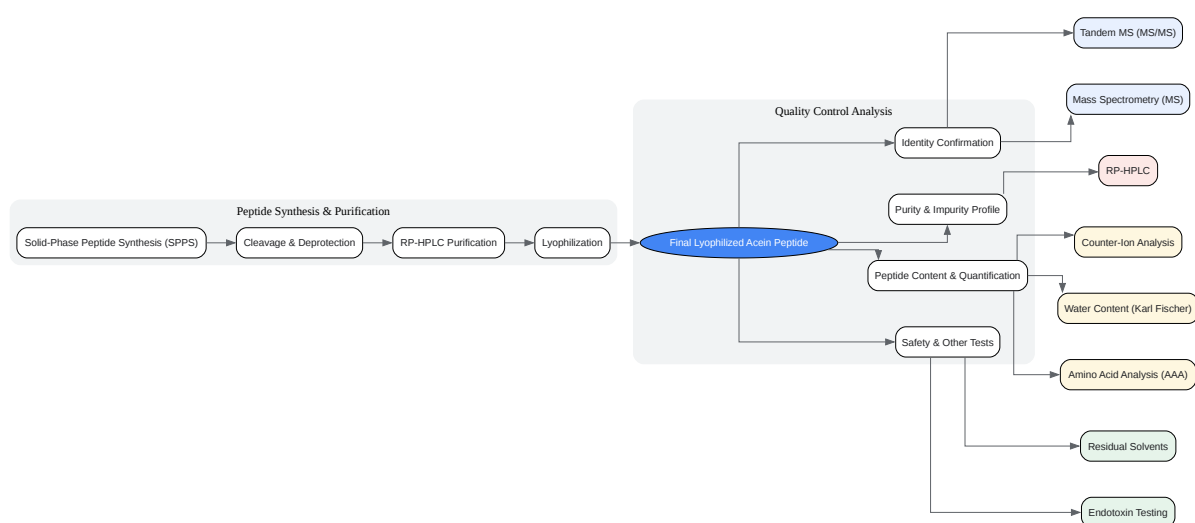 Peptide Synthesis & Purification
Solid-Phase Peptide Synthesis (SPPS)
Cleavage & Deprotection
RP-HPLC Purification
Lyophilization
Quality Control Analysis
Final Lyophilized Acein Peptide
Identity Confirmation
Purity & Impurity Profile
Peptide Content & Quantification
Safety & Other Tests
Tandem MS (MS/MS)
Mass Spectrometry (MS)
RP-HPLC
Counter-Ion Analysis
Water Content (Karl Fischer)
Amino Acid Analysis (AAA)
Residual Solvents
Endotoxin Testing